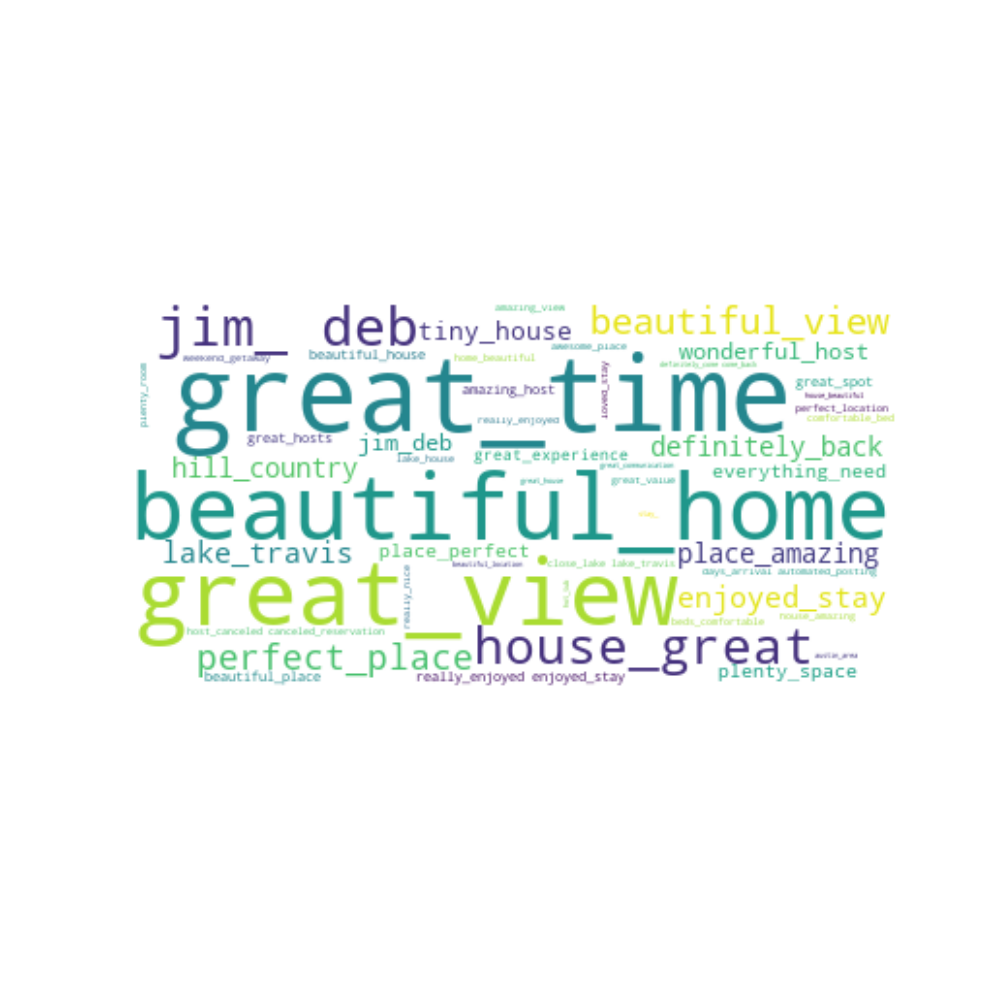 amazing_view
jim_ deb
tiny_house
beautiful_view
awesome_place
wonderful_host
weekend_getaway
beautiful_house
home_beautiful
plenty_room
great_time
amazing_host
loved_stay
great_spot
house_beautiful
perfect_location
comfortable_bed
really_enjoyed
great_hosts
jim_deb
definitely_back
lake_house
great_experience
hill_country
great_communication
everything_need
great_house
great_value
beautiful_home
stay_
lake_travis
place_perfect
place_amazing
beautiful_location
close_lake lake_travis
days_arrival automated_posting
great_view
really_nice
enjoyed_stay
host_canceled canceled_reservation
beds_comfortable
house_amazing
house_great
perfect_place
austin_area
beautiful_place
really_enjoyed enjoyed_stay
plenty_space